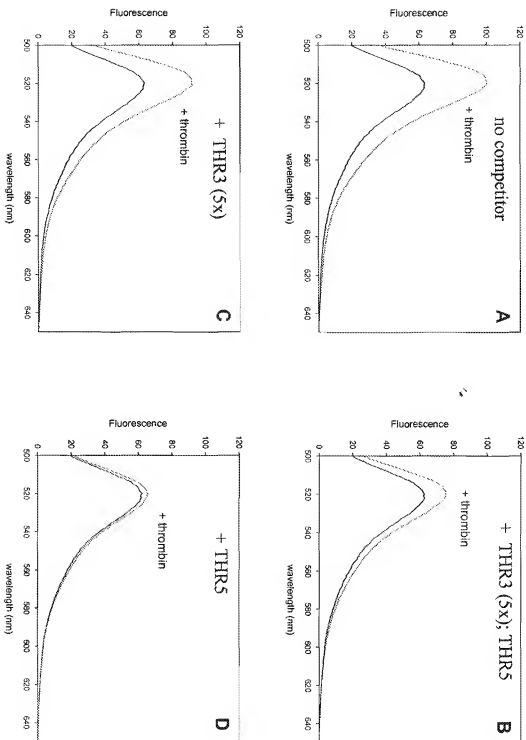 no competitor
A
+ thrombin
Fluorescence
120
100
80
60
40
20
0
500 520 540 560 580 600 620 640
wavelength (nm)
+ THR3 (5x); THR5
B
+ thrombin
Fluorescence
120
100
80
60
40
20
0
500 520 540 560 580 600 620 640
wavelength (nm)
+ THR3 (5x)
C
+ thrombin
Fluorescence
120
100
80
60
40
20
0
500 520 540 560 580 600 620 640
wavelength (nm)
+ THR5
D
+ thrombin
Fluorescence
120
100
80
60
40
20
0
500 520 540 560 580 600 620 640
wavelength (nm)